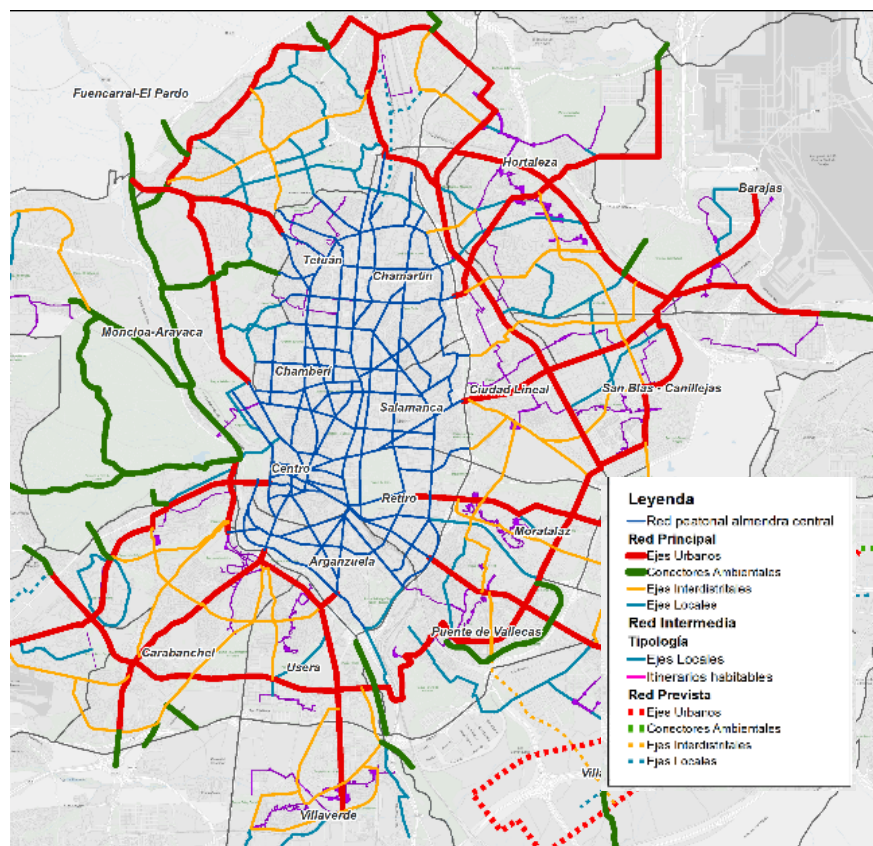 Fuencarral-El Pardo
Hortaleza
Barajas
Tetuán
Chamartín
Moncloa-Aravaca
Chamberí
Ciudad Lineal
San Blas - Canillejas
Salamanca
Centro
Retiro
Moratalaz
Arganzuela
Puente de Vallecas
Carabanchel
Usera
Villa
Villaverde
Leyenda
Red peatonal almendra central
Red Principal
Ejes Urbanos
Conectores Ambientales
Ejes Interdistritales
Ejes Locales
Red Intermedia
Tipología
Ejes Locales
Itinerarios habitables
Red Prevista
Ejes Urbanos
Conectores Ambientales
Ejes Interdistritales
Ejes Locales